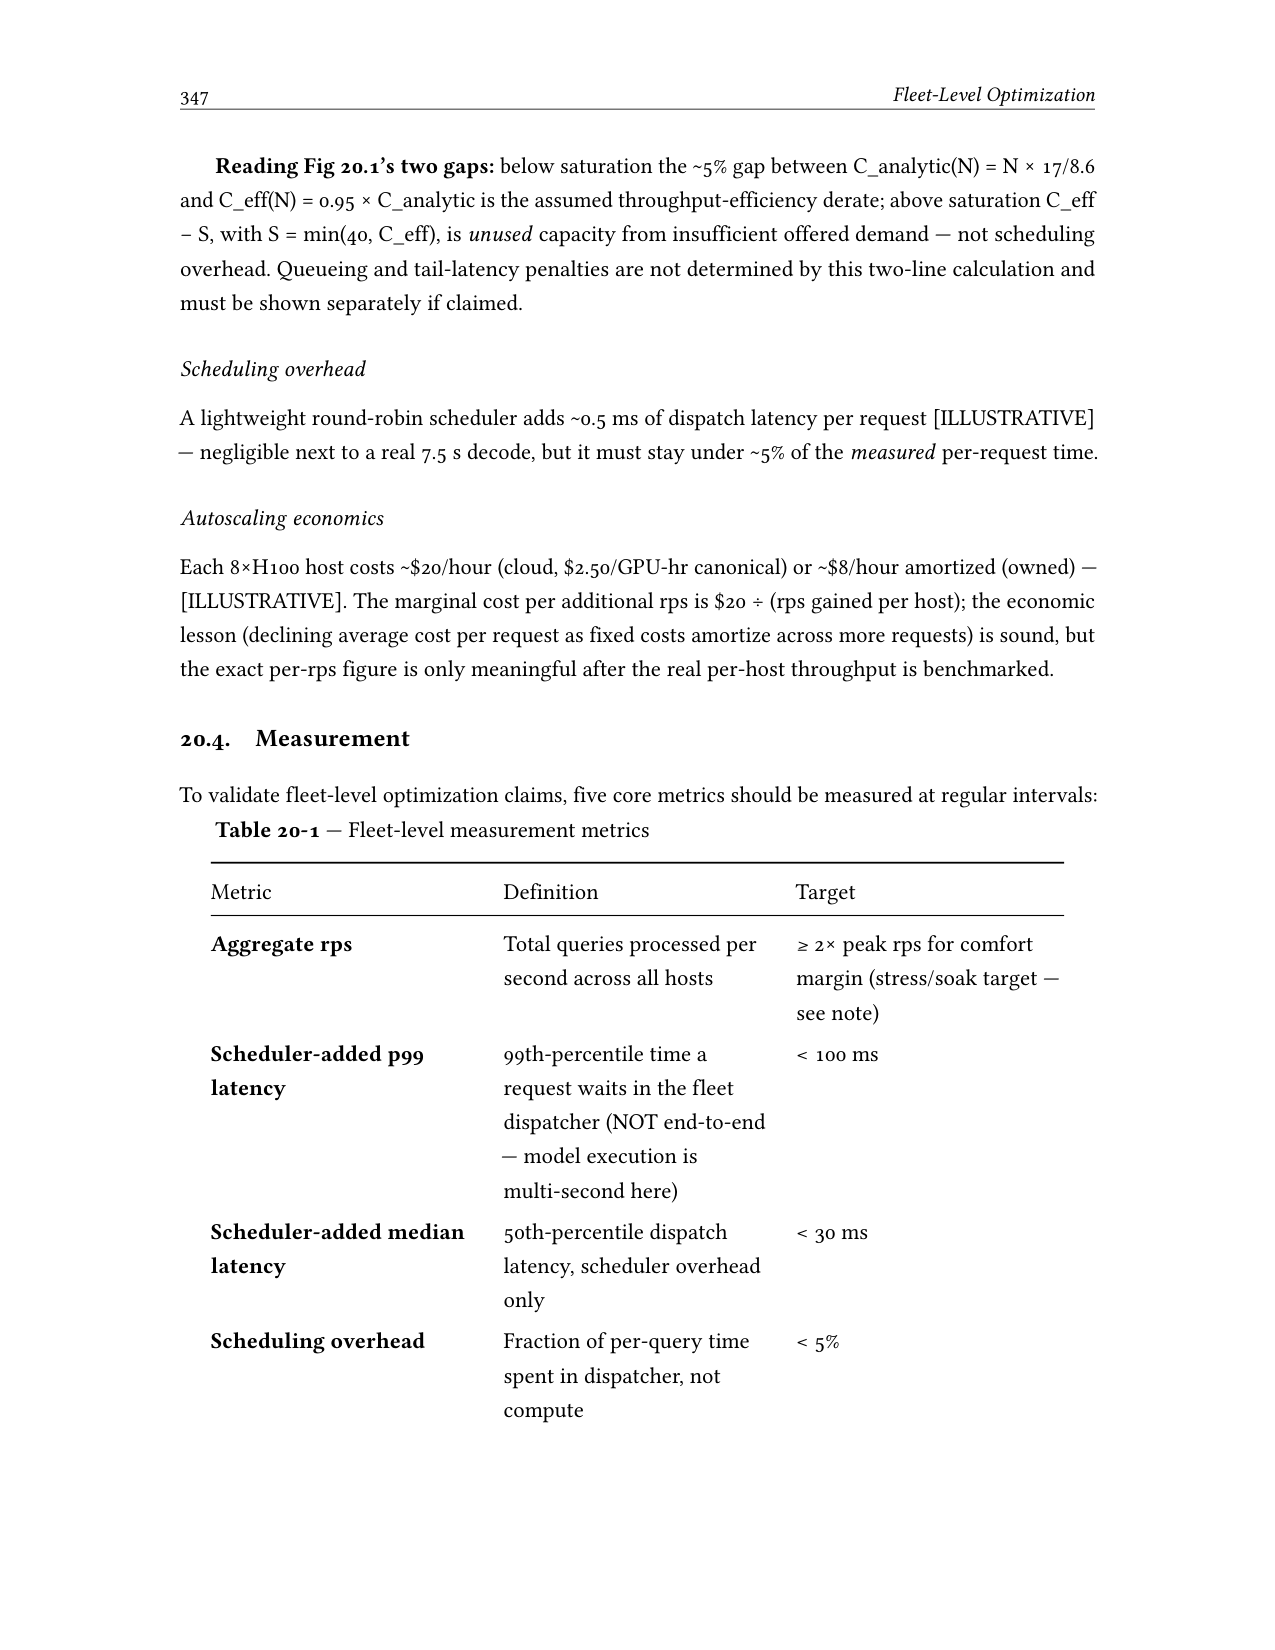 347
Fleet-Level Optimization
Reading Fig 20.1's two gaps: below saturation the ~5% gap between C_analytic(N) = N × 17/8.6
and C_eff(N) = 0.95 × C_analytic is the assumed throughput-efficiency derate; above saturation C_eff
– S, with S = min(40, C_eff), is unused capacity from insufficient offered demand — not scheduling
overhead. Queueing and tail-latency penalties are not determined by this two-line calculation and
must be shown separately if claimed.
Scheduling overhead
A lightweight round-robin scheduler adds ~0.5 ms of dispatch latency per request [ILLUSTRATIVE]
— negligible next to a real 7.5 s decode, but it must stay under ~5% of the measured per-request time.
Autoscaling economics
Each 8×H100 host costs ~$20/hour (cloud, $2.50/GPU-hr canonical) or ~$8/hour amortized (owned) —
[ILLUSTRATIVE]. The marginal cost per additional rps is $20 ÷ (rps gained per host); the economic
lesson (declining average cost per request as fixed costs amortize across more requests) is sound, but
the exact per-rps figure is only meaningful after the real per-host throughput is benchmarked.
20.4. Measurement
To validate fleet-level optimization claims, five core metrics should be measured at regular intervals:
Table 20-1 — Fleet-level measurement metrics
Metric
Definition
Target
Aggregate rps
Total queries processed per
second across all hosts
≥ 2× peak rps for comfort
margin (stress/soak target —
see note)
Scheduler-added p99
latency
99th-percentile time a
request waits in the fleet
dispatcher (NOT end-to-end
— model execution is
multi-second here)
< 100 ms
Scheduler-added median
latency
50th-percentile dispatch
latency, scheduler overhead
only
< 30 ms
Scheduling overhead
Fraction of per-query time
spent in dispatcher, not
compute
< 5%